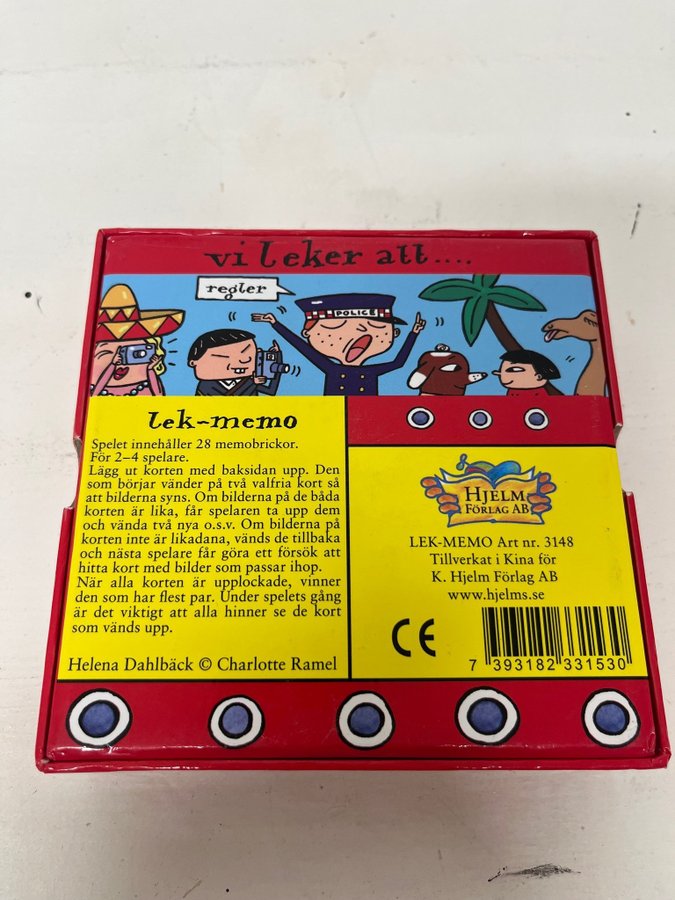 vi leker att....
regler
POLICE
lek-memo
Spelet innehåller 28 memobrickor.
För 2–4 spelare.
Lägg ut korten med baksidan upp. Den
som börjar vänder på två valfria kort så
att bilderna syns. Om bilderna på de båda
korten är lika, får spelaren ta upp dem
och vända två nya o.s.v. Om bilderna på
korten inte är likadana, vänds de tillbaka
och nästa spelare får göra ett försök att
hitta kort med bilder som passar ihop.
När alla korten är upplockade, vinner
den som har flest par. Under spelets gång
är det viktigt att alla hinner se de kort
som vänds upp.
Helena Dahlbäck © Charlotte Ramel
HJELM
FÖRLAG AB
LEK-MEMO Art nr. 3148
Tillverkat i Kina för
K. Hjelm Förlag AB
www.hjelms.se
CE
7 393182 331530